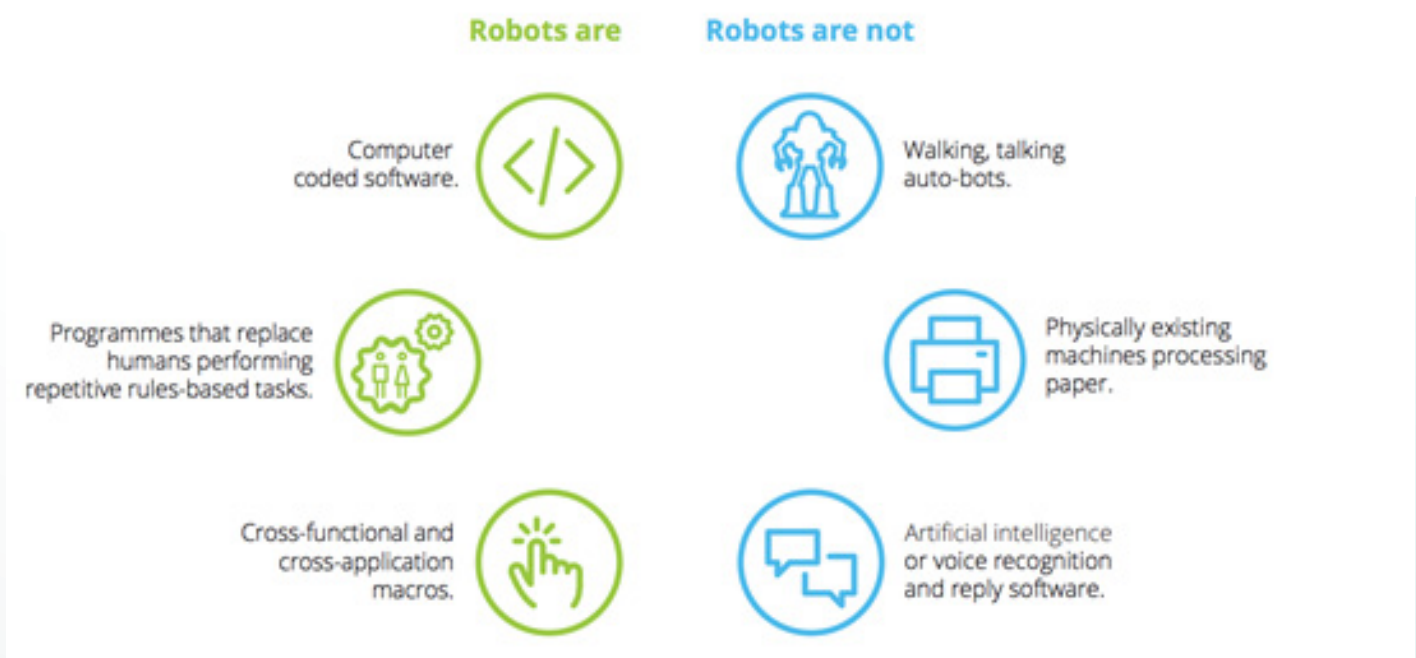 Robots are
Robots are not
Computer
coded software.
Walking, talking
auto-bots.
Programmes that replace
humans performing
repetitive rules-based tasks.
Physically existing
machines processing
paper.
Cross-functional and
cross-application
macros.
Artificial intelligence
or voice recognition
and reply software.